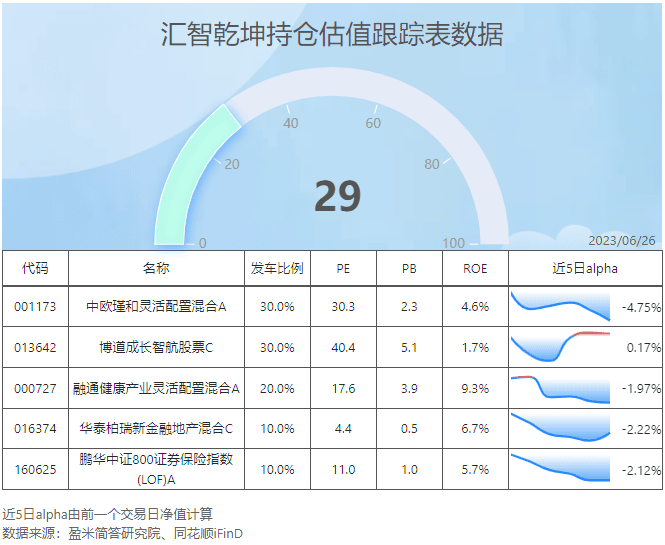 汇智乾坤持仓估值跟踪表数据
40 60
20 80
29
0 100
2023/06/26
代码 名称 发车比例 PE PB ROE 近5日alpha
001173 中欧瑾和灵活配置混合A 30.0% 30.3 2.3 4.6% -4.75%
013642 博道成长智航股票C 30.0% 40.4 5.1 1.7% 0.17%
000727 融通健康产业灵活配置混合A 20.0% 17.6 3.9 9.3% -1.97%
016374 华泰柏瑞新金融地产混合C 10.0% 4.4 0.5 6.7% -2.22%
160625 鹏华中证800证券保险指数 10.0% 11.0 1.0 5.7% -2.12%
(LOF)A
近5日alpha由前一个交易日净值计算
数据来源：盈米简答研究院、同花顺iFinD